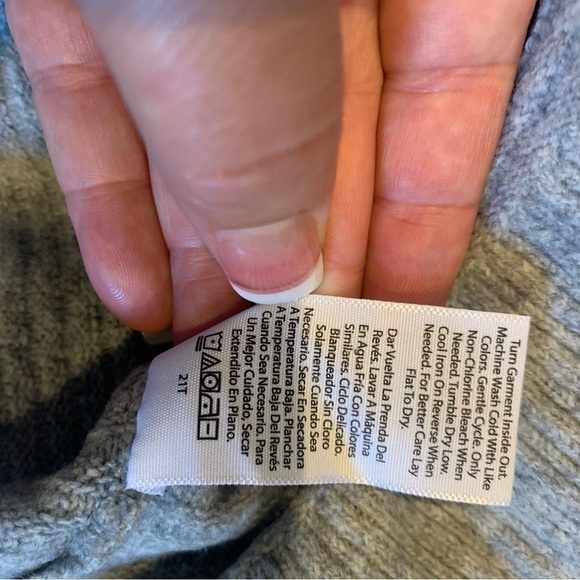 Turn Garment Inside Out.
Machine Wash Cold With Like
Colors. Gentle Cycle. Only
Non-Chlorine Bleach When
Needed. Tumble Dry Low.
Cool Iron On Reverse When
Needed. For Better Care Lay
Flat To Dry.
Dar Vuelta La Prenda Del
Revés. Lavar A Máquina
En Agua Fría Con Colores
Similares. Ciclo Delicado.
Blanqueador Sin Cloro
Solamente Cuando Sea
Necesario. Secar En Secadora
A Temperatura Baja. Planchar
A Temperatura Baja Del Revés
Cuando Sea Necesario. Para
Un Mejor Cuidado, Secar
Extendido En Plano.
21T